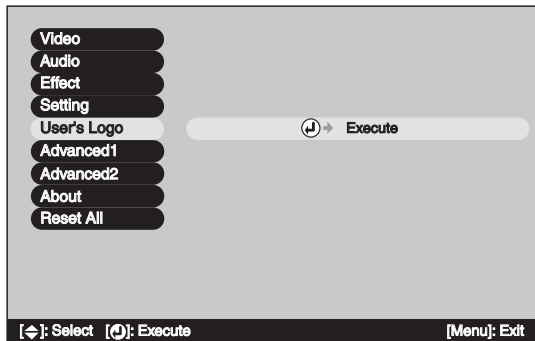 Video
Audio
Effect
Setting
User's Logo
Execute
Advanced1
Advanced2
About
Reset All
[]: Select []: Execute [Menu]: Exit